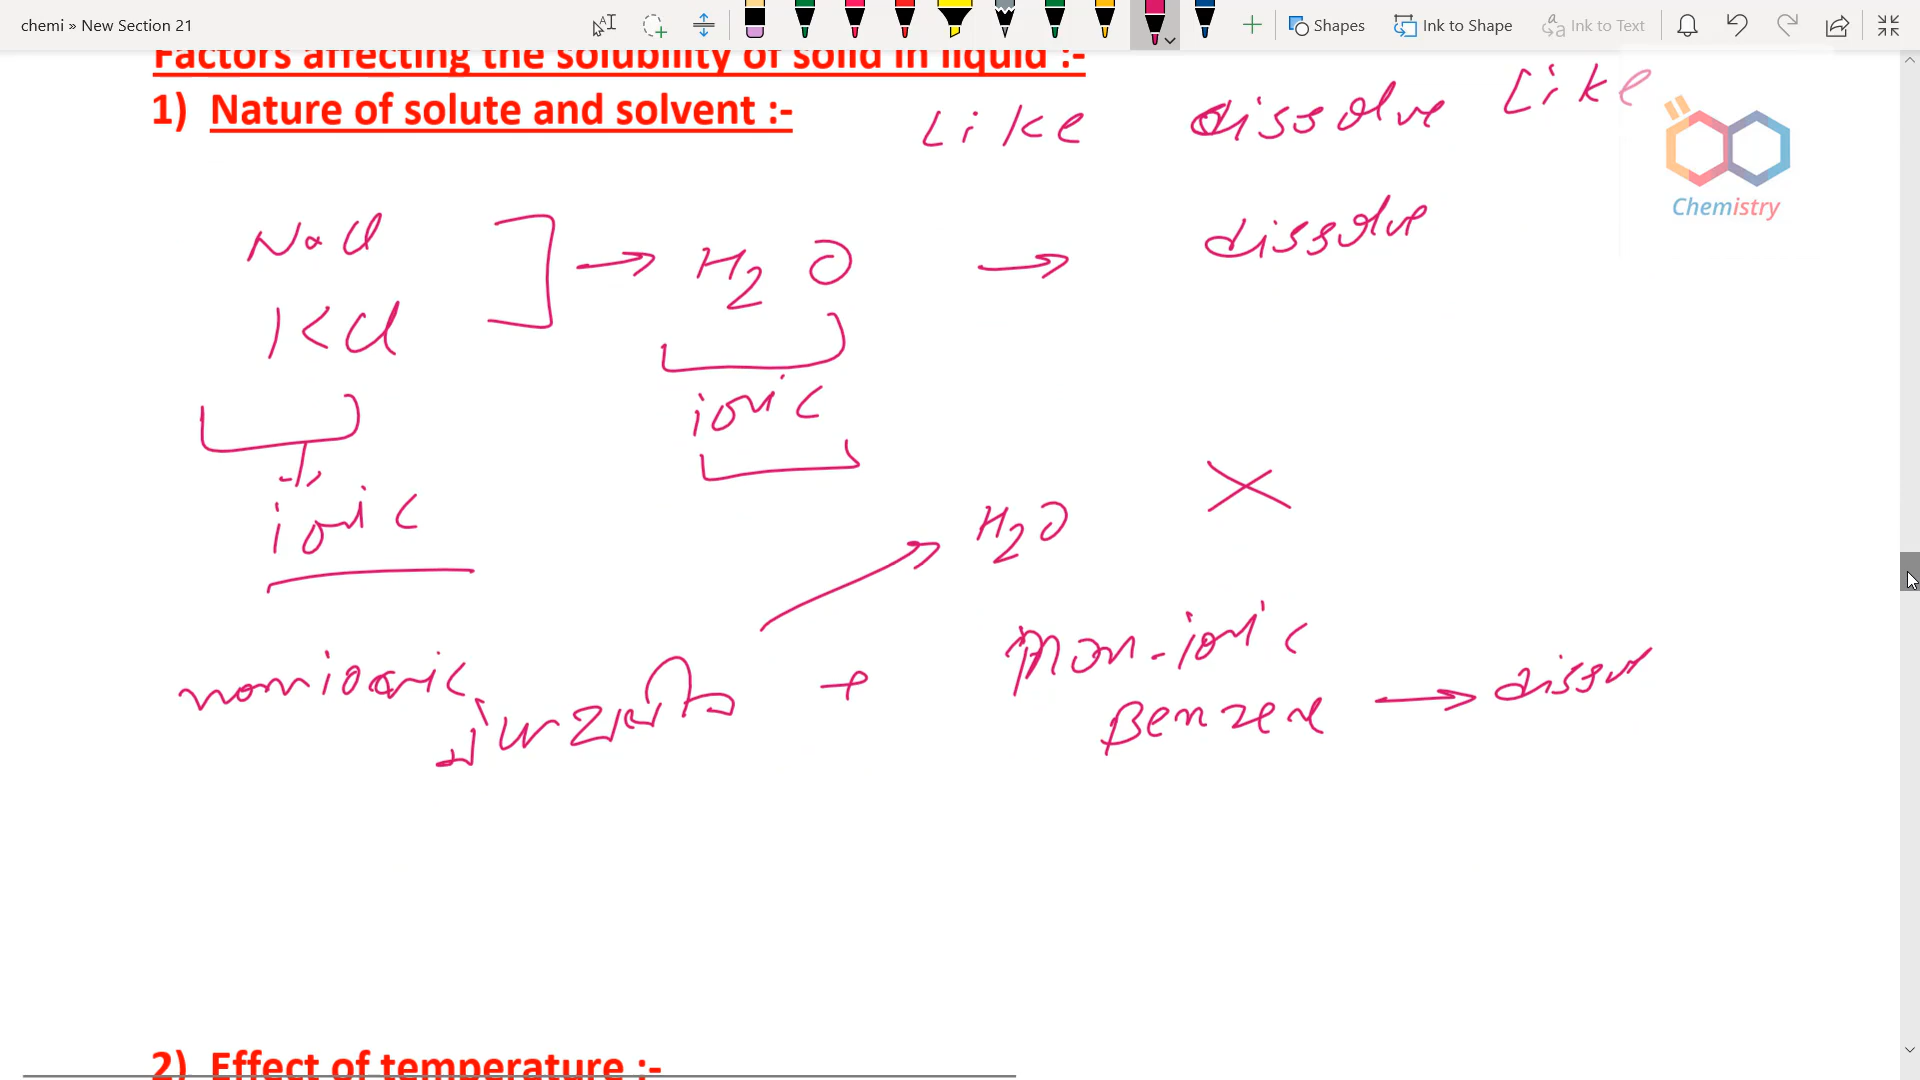 chemi » New Section 21
Shapes
Ink to Shape
Ink to Text
Factors affecting the solubility of solid in liquid :-
1) Nature of solute and solvent :-
Like dissolve Like
Chemistry
NaCl
KCl
→ H2O → dissolve
ionic
ionic
H2O
non-ionic
+
Benzene →
2) Effect of temperature :-